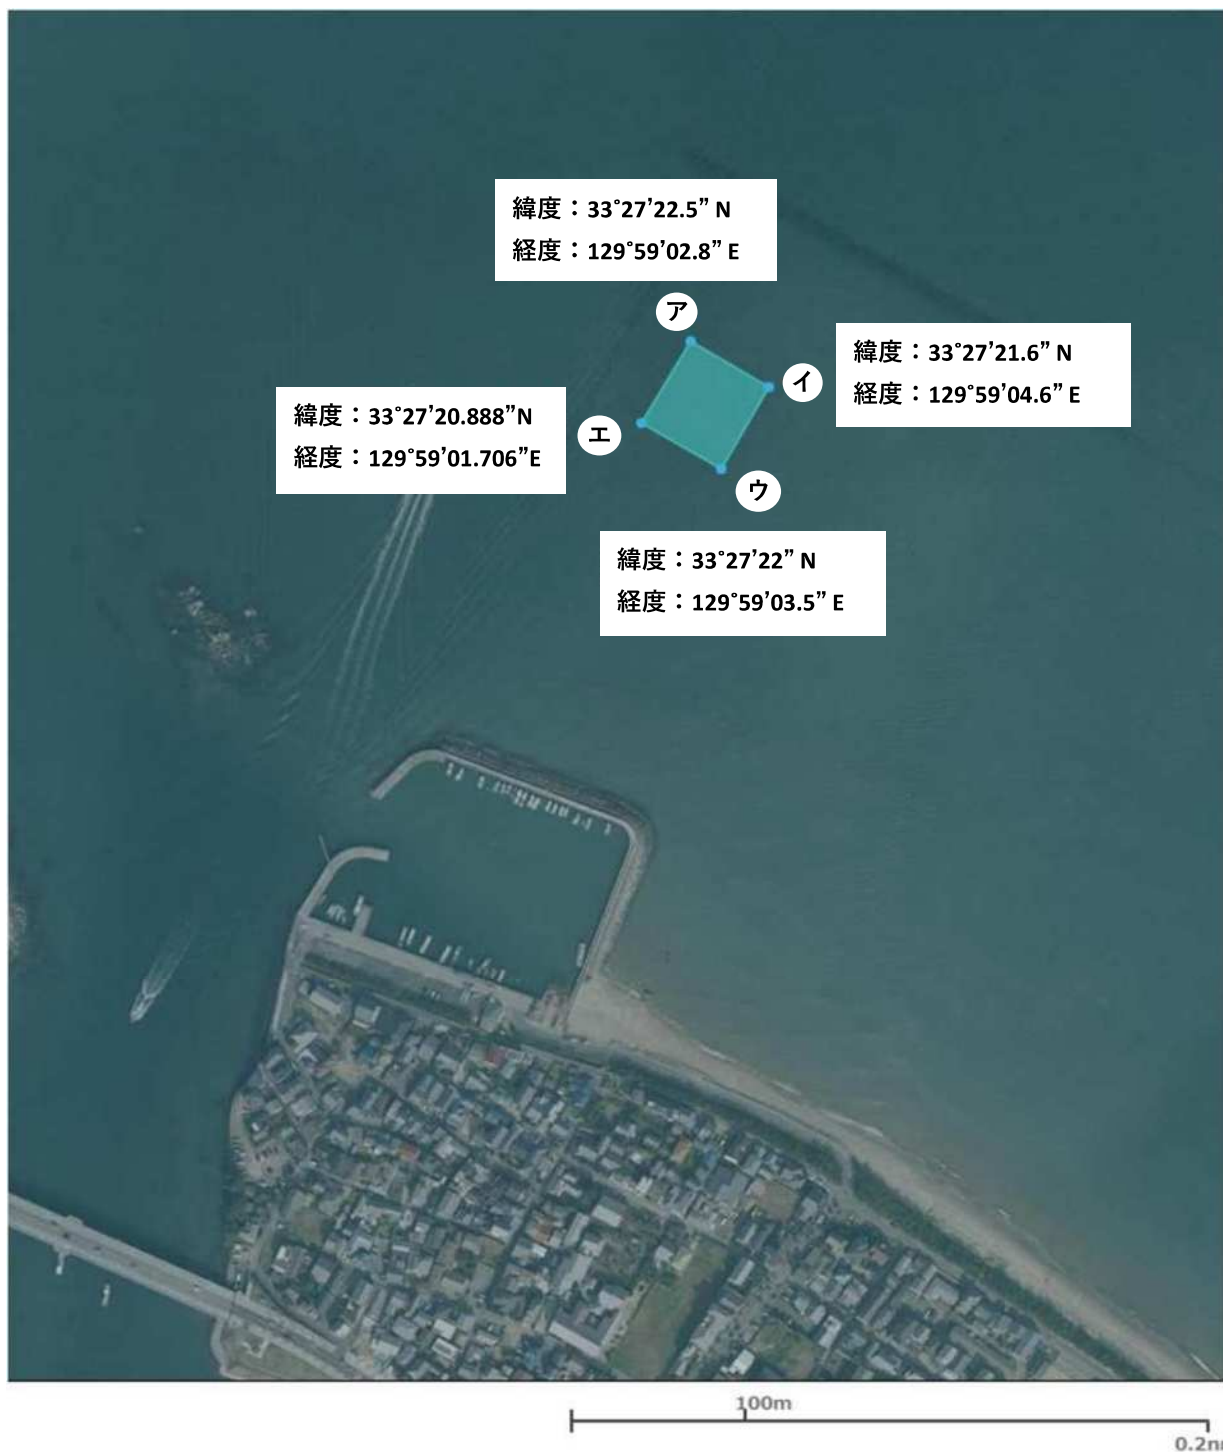 緯度：33°27’22.5” N
経度：129°59’02.8” E
ア
緯度：33°27’21.6” N
経度：129°59’04.6” E
イ
緯度：33°27’20.888”N
経度：129°59’01.706”E
エ
ウ
緯度：33°27’22” N
経度：129°59’03.5” E
100m